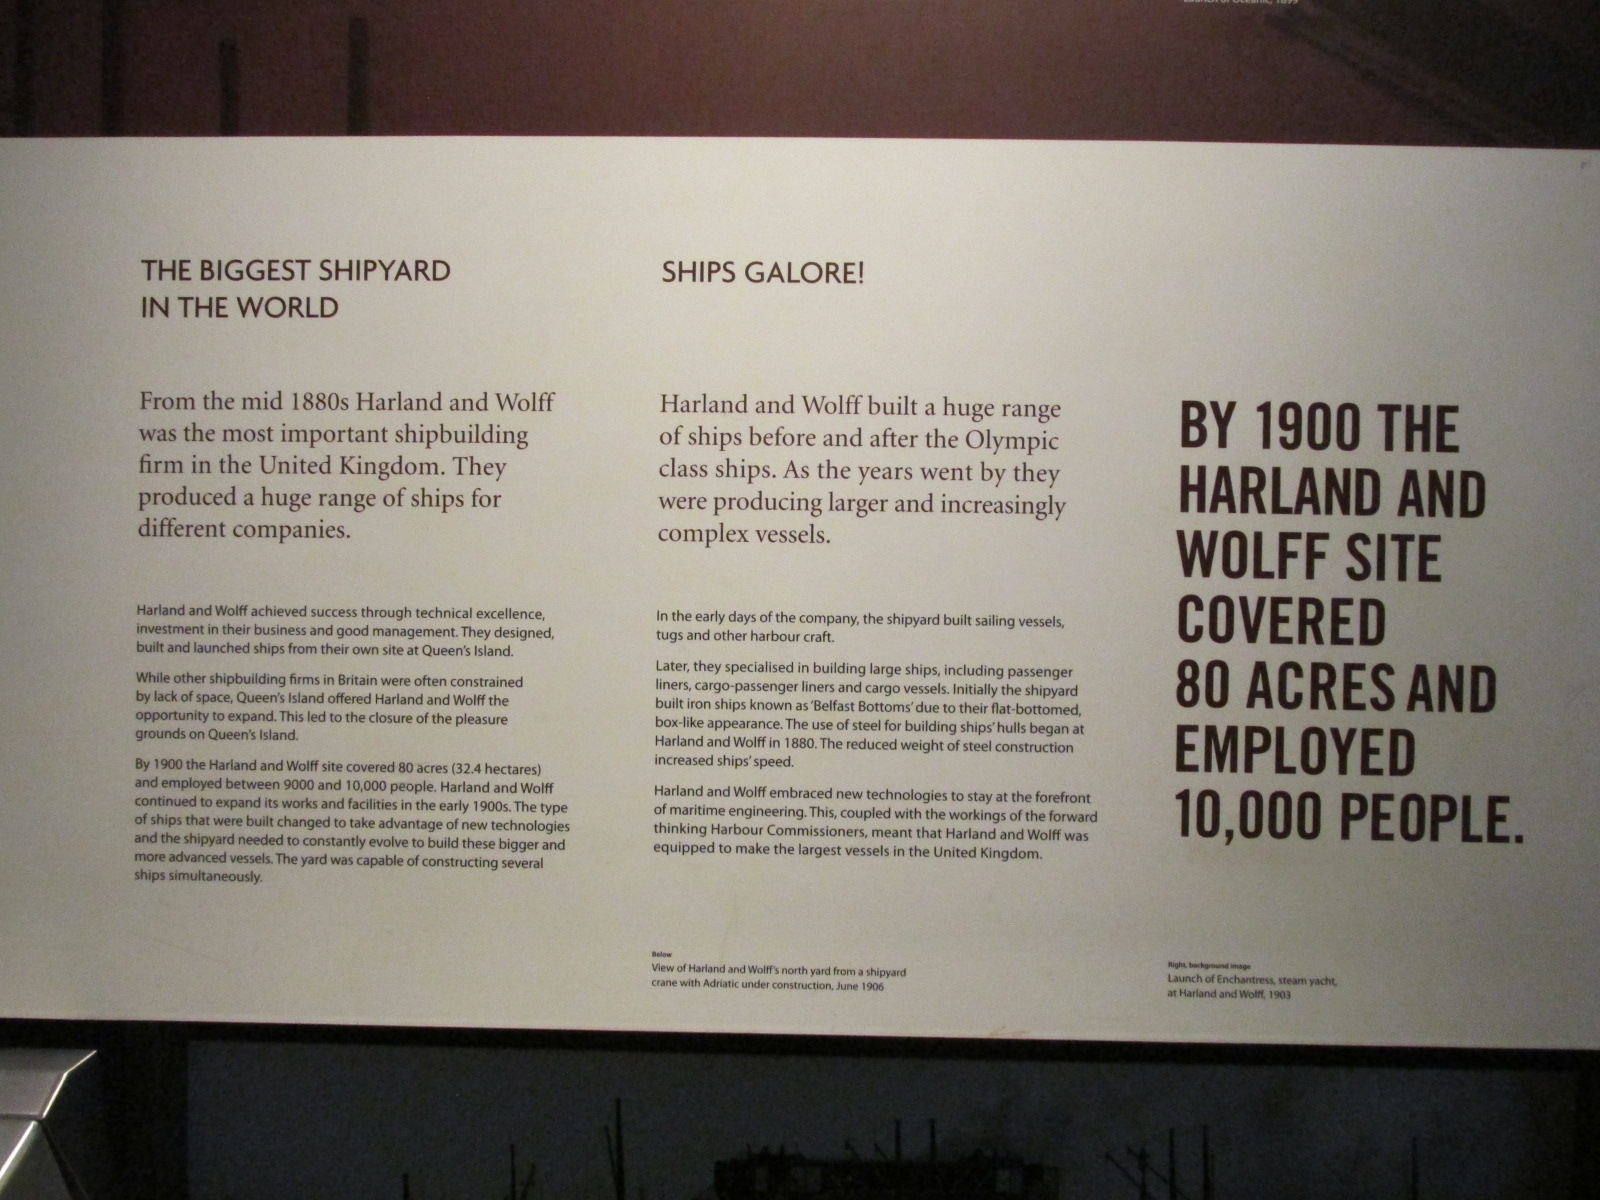 Launch of Oceanic, 1899
THE BIGGEST SHIPYARD
IN THE WORLD
From the mid 1880s Harland and Wolff
was the most important shipbuilding
firm in the United Kingdom. They
produced a huge range of ships for
different companies.
Harland and Wolff achieved success through technical excellence,
investment in their business and good management. They designed,
built and launched ships from their own site at Queen's Island.
While other shipbuilding firms in Britain were often constrained
by lack of space, Queen's Island offered Harland and Wolff the
opportunity to expand. This led to the closure of the pleasure
grounds on Queen's Island.
By 1900 the Harland and Wolff site covered 80 acres (32.4 hectares)
and employed between 9000 and 10,000 people. Harland and Wolff
continued to expand its works and facilities in the early 1900s. The type
of ships that were built changed to take advantage of new technologies
and the shipyard needed to constantly evolve to build these bigger and
more advanced vessels. The yard was capable of constructing several
ships simultaneously.
SHIPS GALORE!
Harland and Wolff built a huge range
of ships before and after the Olympic
class ships. As the years went by they
were producing larger and increasingly
complex vessels.
In the early days of the company, the shipyard built sailing vessels,
tugs and other harbour craft.
Later, they specialised in building large ships, including passenger
liners, cargo-passenger liners and cargo vessels. Initially the shipyard
built iron ships known as 'Belfast Bottoms' due to their flat-bottomed,
box-like appearance. The use of steel for building ships' hulls began at
Harland and Wolff in 1880. The reduced weight of steel construction
increased ships' speed.
Harland and Wolff embraced new technologies to stay at the forefront
of maritime engineering. This, coupled with the workings of the forward
thinking Harbour Commissioners, meant that Harland and Wolff was
equipped to make the largest vessels in the United Kingdom.
Below
View of Harland and Wolff's north yard from a shipyard
crane with Adriatic under construction, June 1906
BY 1900 THE
HARLAND AND
WOLFF SITE
COVERED
80 ACRES AND
EMPLOYED
10,000 PEOPLE.
Right, background image
Launch of Enchantress, steam yacht,
at Harland and Wolff, 1903